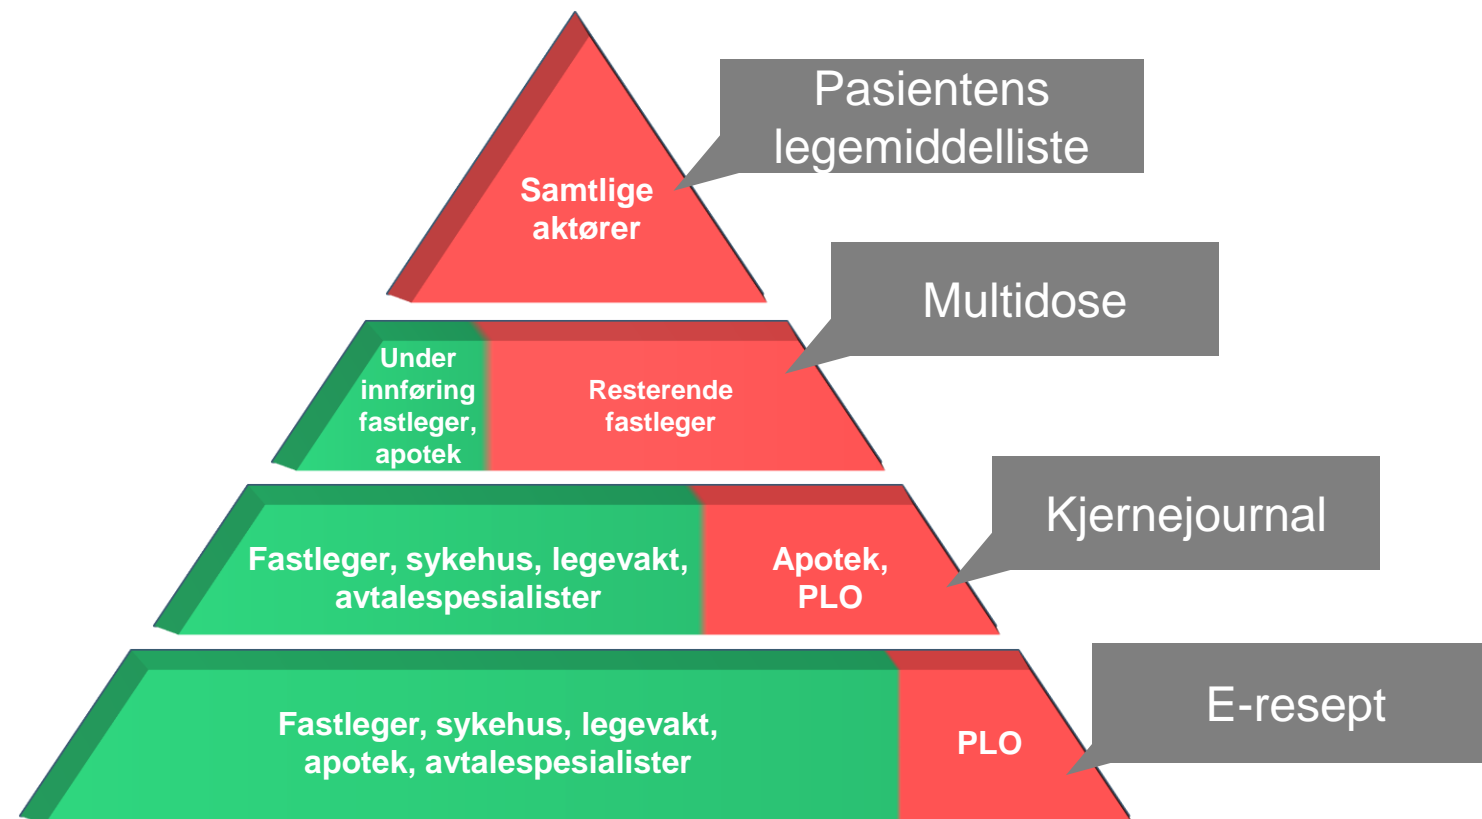 Pasientens
legemiddelliste
Samtlige
aktører
Multidose
Under
innføring
fastleger,
apotek
Resterende
fastleger
Kjernejournal
Fastleger, sykehus, legevakt,
avtalespesialister
Apotek,
PLO
E-resept
Fastleger, sykehus, legevakt,
apotek, avtalespesialister
PLO